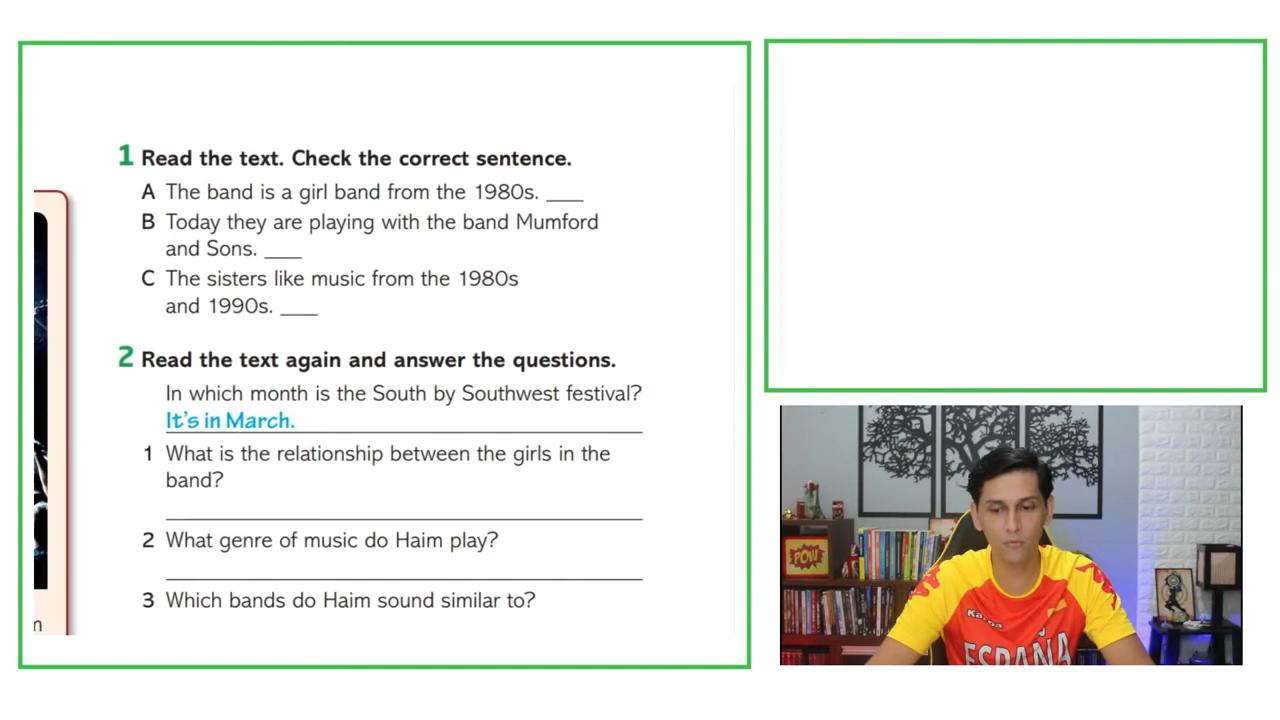 1 Read the text. Check the correct sentence.
A The band is a girl band from the 1980s. ____
B Today they are playing with the band Mumford
and Sons. ____
C The sisters like music from the 1980s
and 1990s. ____
2 Read the text again and answer the questions.
In which month is the South by Southwest festival?
It's in March.
1 What is the relationship between the girls in the
band?
2 What genre of music do Haim play?
3 Which bands do Haim sound similar to?
n
POW
Kappa
ESPAÑA